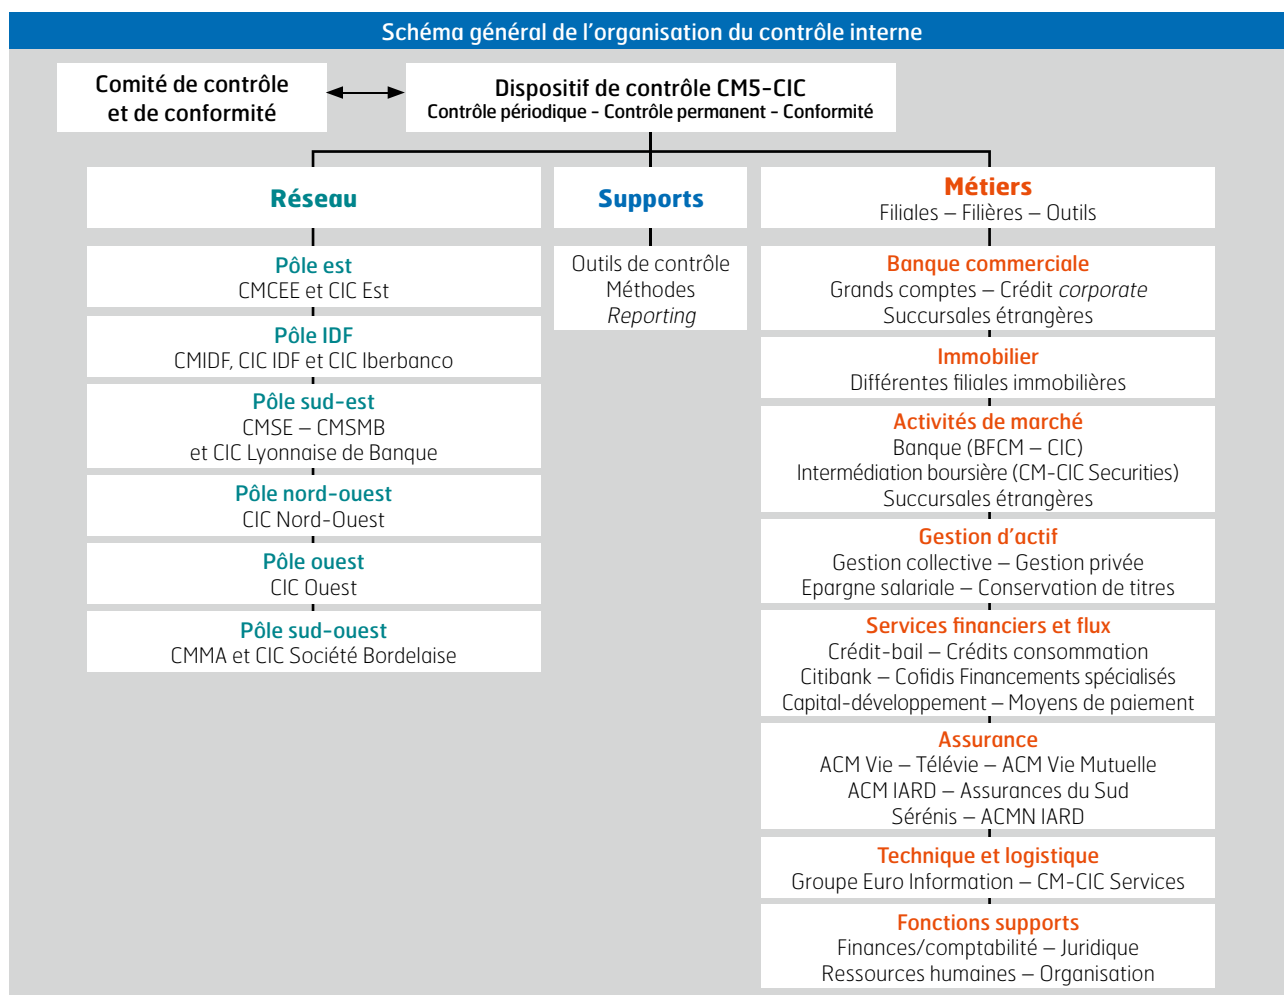 Schéma général de l'organisation du contrôle interne
Comité de contrôle
et de conformité
Dispositif de contrôle CM5-CIC
Contrôle périodique - Contrôle permanent - Conformité
Réseau
Pôle est
CMCEE et CIC Est
Pôle IDF
CMIDF, CIC IDF et CIC Iberbanco
Pôle sud-est
CMSE – CMSMB
et CIC Lyonnaise de Banque
Pôle nord-ouest
CIC Nord-Ouest
Pôle ouest
CIC Ouest
Pôle sud-ouest
CMMA et CIC Société Bordelaise
Supports
Outils de contrôle
Méthodes
Reporting
Métiers
Filiales – Filières – Outils
Banque commerciale
Grands comptes – Crédit corporate
Succursales étrangères
Immobilier
Différentes filiales immobilières
Activités de marché
Banque (BFCM – CIC)
Intermédiation boursière (CM-CIC Securities)
Succursales étrangères
Gestion d'actif
Gestion collective – Gestion privée
Epargne salariale – Conservation de titres
Services financiers et flux
Crédit-bail – Crédits consommation
Citibank – Cofidis Financements spécialisés
Capital-développement – Moyens de paiement
Assurance
ACM Vie – Télévie – ACM Vie Mutuelle
ACM IARD – Assurances du Sud
Sérénis – ACMN IARD
Technique et logistique
Groupe Euro Information – CM-CIC Services
Fonctions supports
Finances/comptabilité – Juridique
Ressources humaines – Organisation